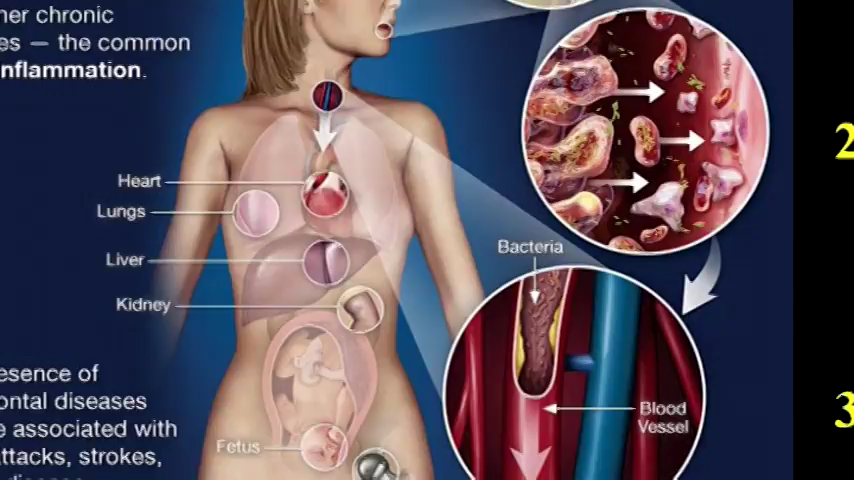 ner chronic
es — the common
nflammation.
Heart
Lungs
Liver
Kidney
Fetus
Bacteria
Blood
Vessel
esence of
ontal diseases
e associated with
ttacks, strokes,
2
3